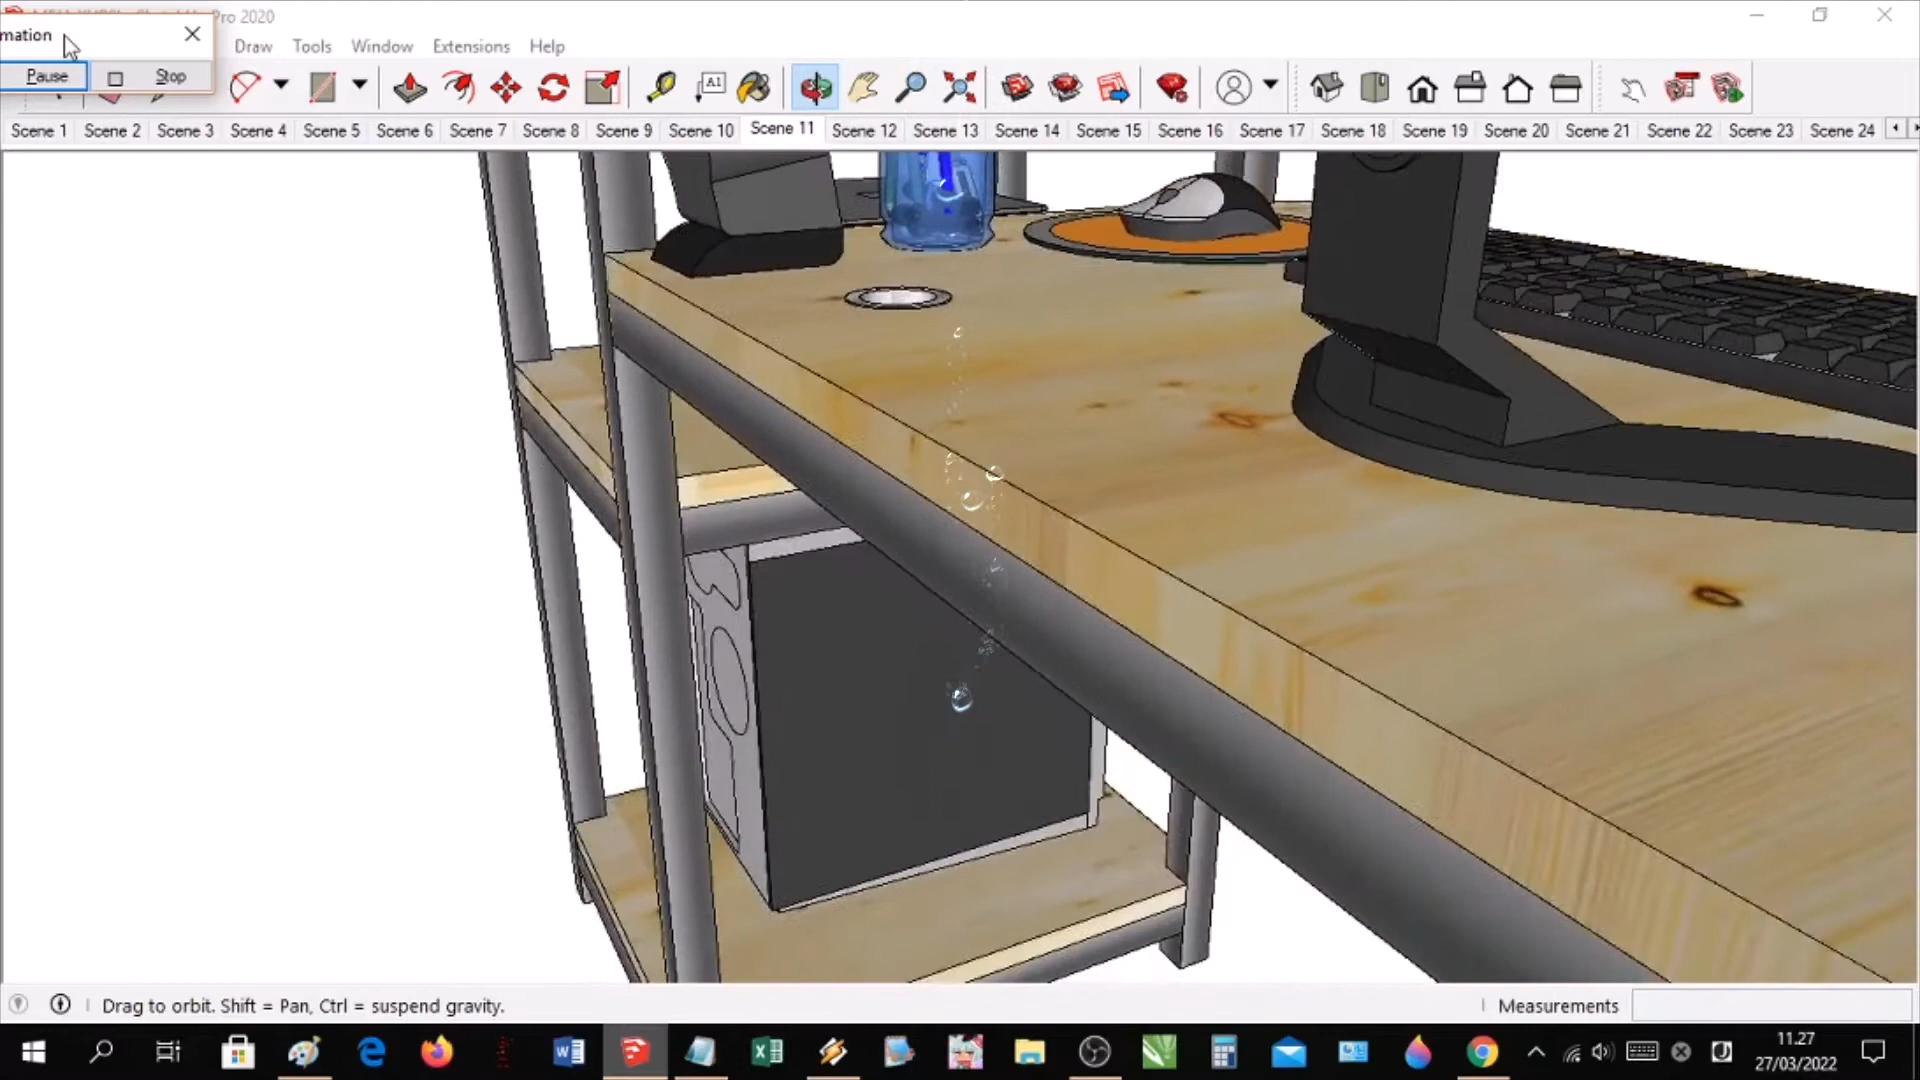 Pro 2020
mation
Draw Tools Window Extensions Help
Pause Stop
A1
Scene 1 Scene 2 Scene 3 Scene 4 Scene 5 Scene 6 Scene 7 Scene 8 Scene 9 Scene 10 Scene 11 Scene 12 Scene 13 Scene 14 Scene 15 Scene 16 Scene 17 Scene 18 Scene 19 Scene 20 Scene 21 Scene 22 Scene 23 Scene 24
Drag to orbit. Shift = Pan, Ctrl = suspend gravity.
Measurements
11.27
27/03/2022